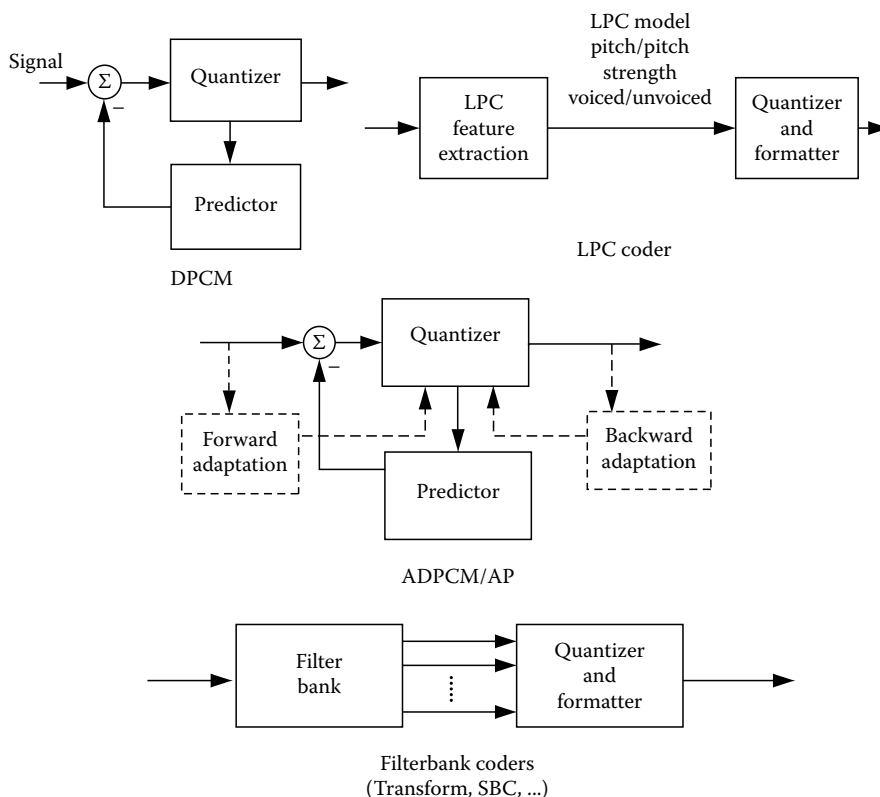 Signal
Σ
−
Quantizer
Predictor
DPCM
LPC model
pitch/pitch
strength
voiced/unvoiced
LPC
feature
extraction
Quantizer
and
formatter
LPC coder
Σ
−
Quantizer
Forward
adaptation
Backward
adaptation
Predictor
ADPCM/AP
Filter
bank
Quantizer
and
formatter
Filterbank coders
(Transform, SBC, ...)